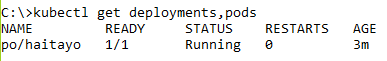 C:\>kubectl get deployments,pods
NAME READY STATUS RESTARTS AGE
po/haitayo 1/1 Running 0 3m